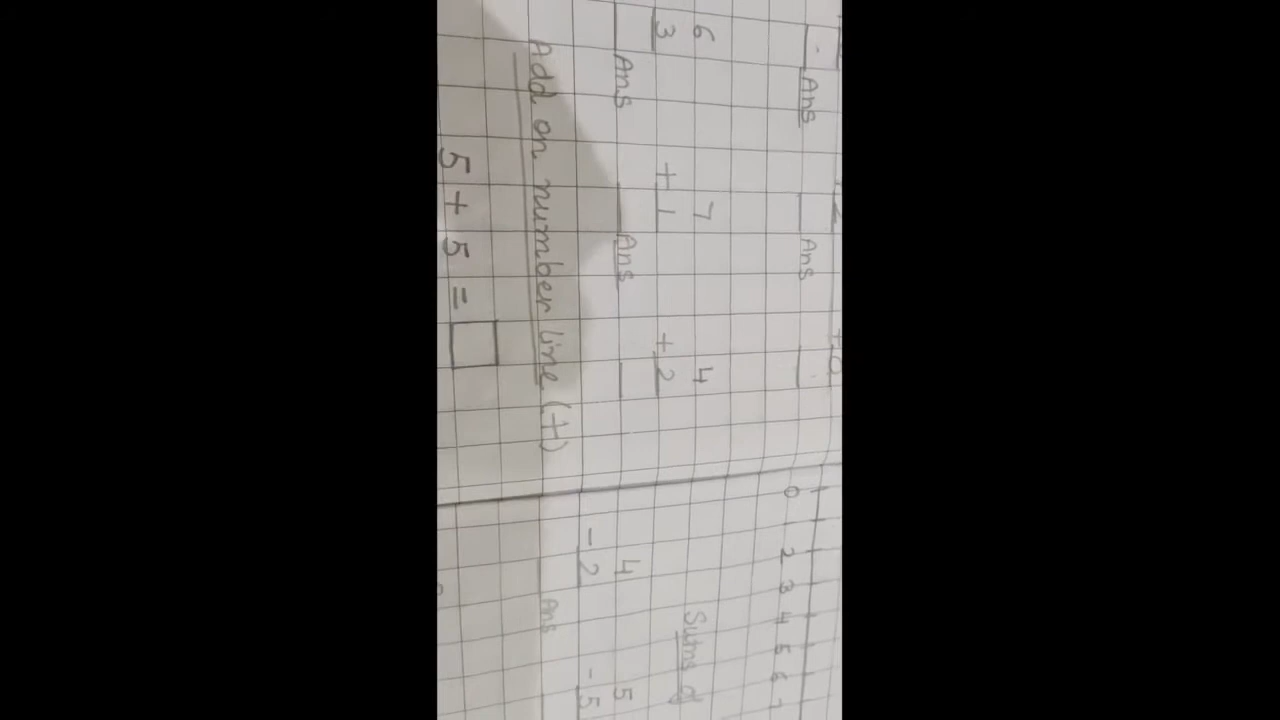 Ans Ans
6 7 4
3 +1 +2
Ans Ans
Add on number line (+)
5 + 5 =
0 1 2 3 4 5 6 7
Sums of
4 5
-2 -5
Ans